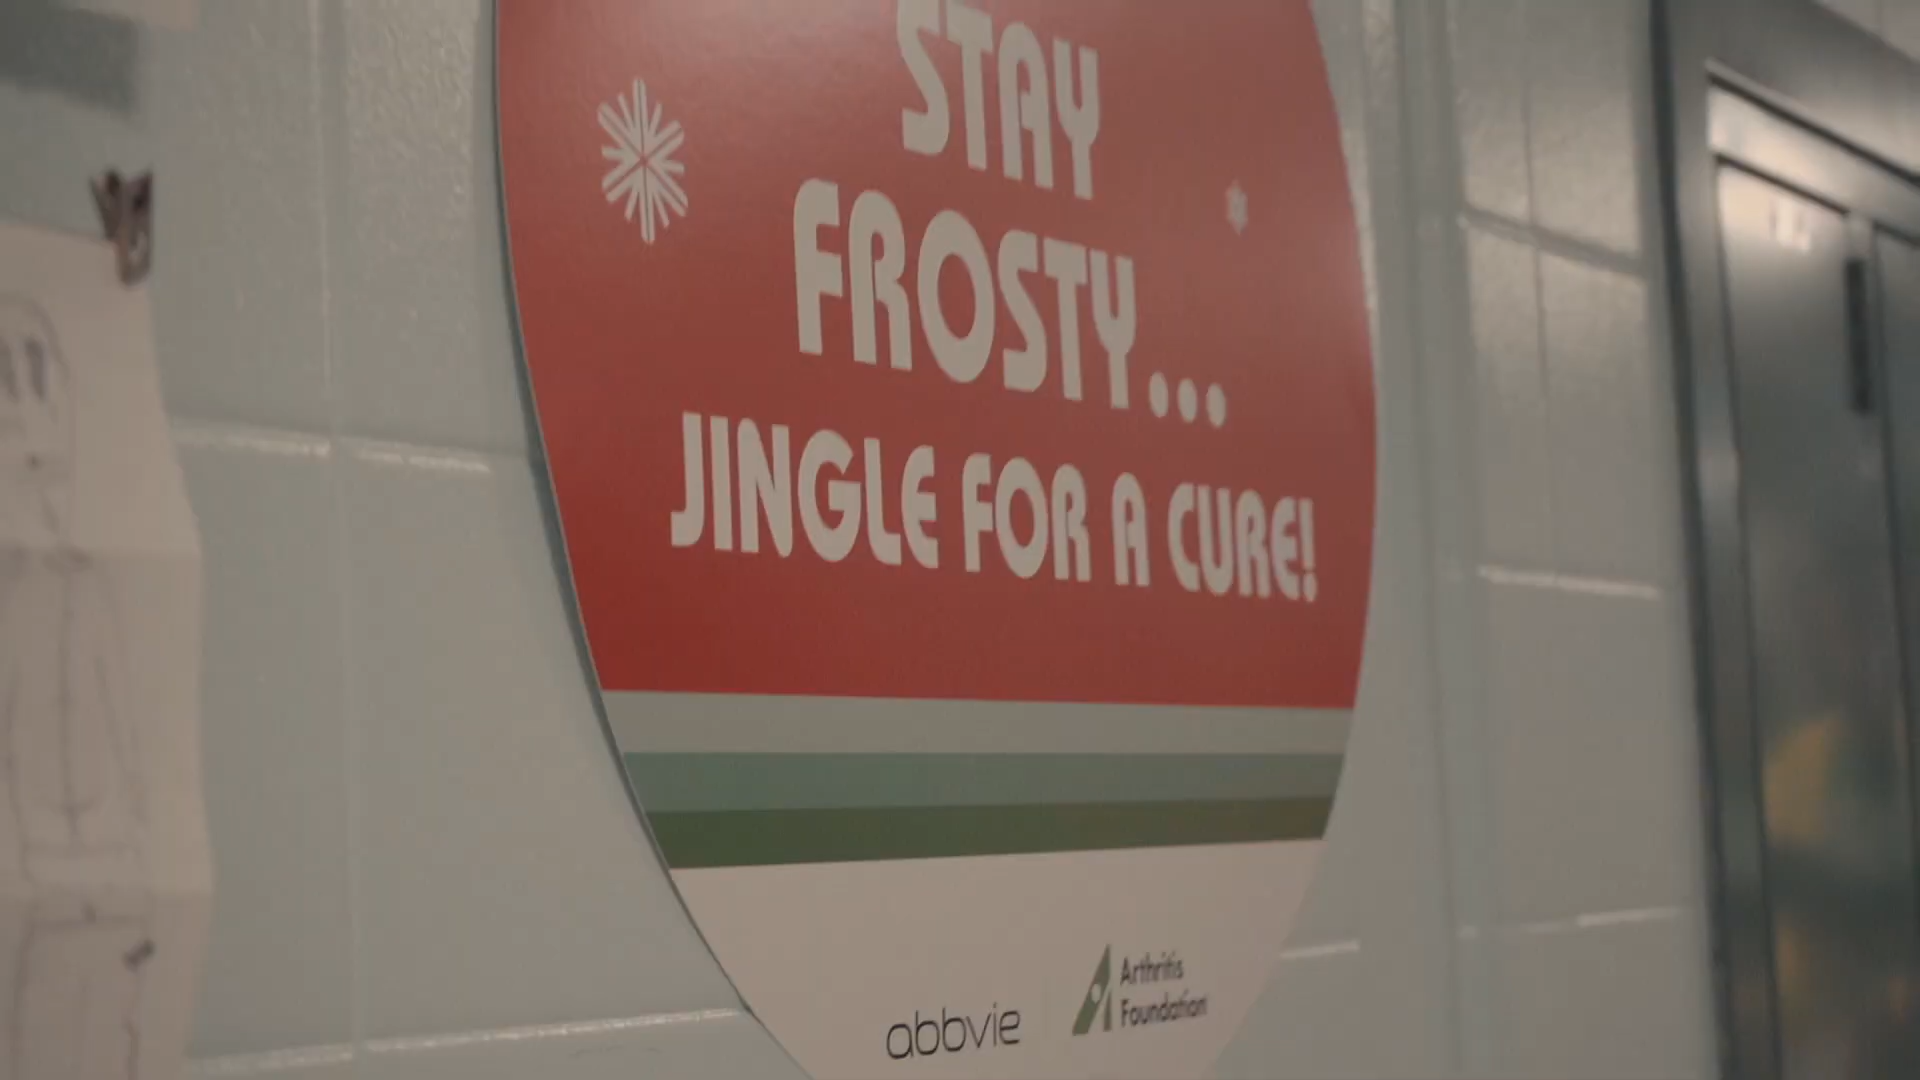 STAY
FROSTY...
JINGLE FOR A CURE!
abbvie
Arthritis
Foundation